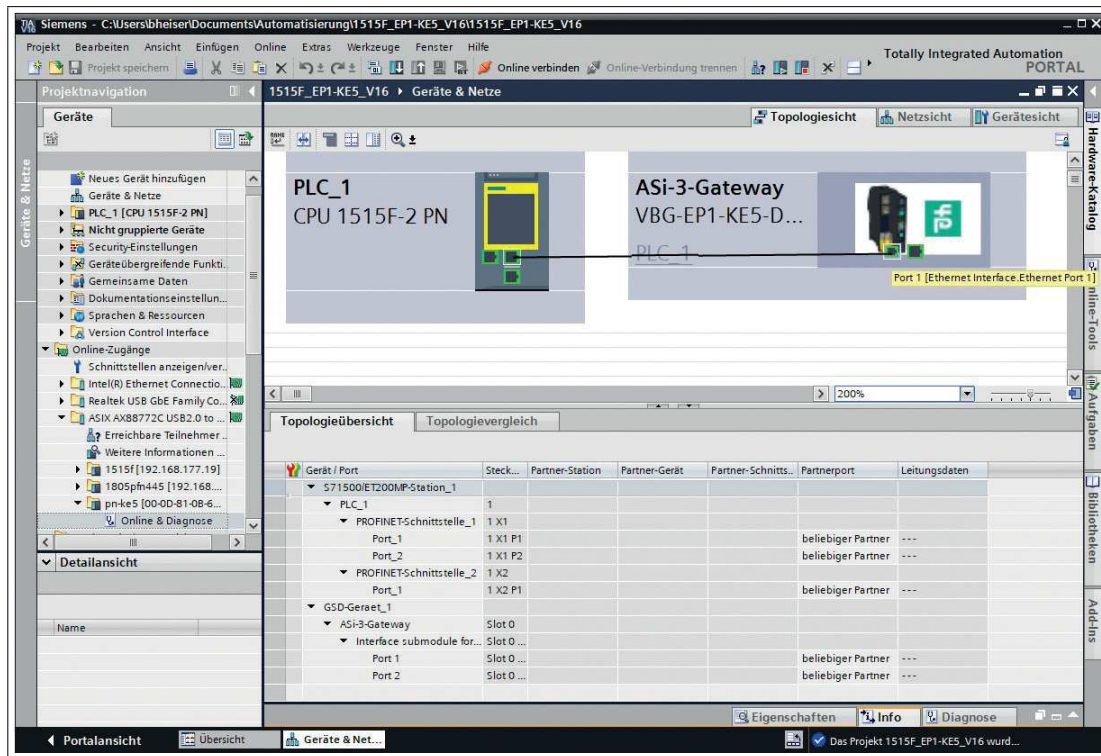 Siemens - C:\Users\bheiser\Documents\Automatisierung\1515F_EP1-KE5_V16\1515F_EP1-KE5_V16
Projekt Bearbeiten Ansicht Einfügen Online Extras Werkzeuge Fenster Hilfe
Projekt speichern Online verbinden Online-Verbindung trennen
Totally Integrated Automation
PORTAL
Projektnavigation
1515F_EP1-KE5_V16 Geräte & Netze
Geräte
Topologiesicht Netzsicht Gerätesicht
Geräte & Netze
Neues Gerät hinzufügen
Geräte & Netze
PLC_1 [CPU 1515F-2 PN]
Nicht gruppierte Geräte
Security-Einstellungen
Geräteübergreifende Funkti.
Gemeinsame Daten
Dokumentationseinstellun...
Sprachen & Ressourcen
Version Control Interface
Online-Zugänge
Schnittstellen anzeigen/ver..
Intel(R) Ethernet Connectio..
Realtek USB GbE Family Co...
ASIX AX88772C USB2.0 to ...
Erreichbare Teilnehmer ..
Weitere Informationen ...
1515f [192.168.177.19]
1805pfn445 [192.168....
pn-ke5 [00-0D-81-0B-6...
Online & Diagnose
Detailansicht
Name
PLC_1
CPU 1515F-2 PN
ASi-3-Gateway
VBG-EP1-KE5-D...
PLC_1
Port 1 [Ethernet Interface.Ethernet Port 1]
200%
Topologieübersicht Topologievergleich
Gerät / Port Steck... Partner-Station Partner-Gerät Partner-Schnitts.. Partnerport Leitungsdaten
S71500/ET200MP-Station_1
PLC_1 1
PROFINET-Schnittstelle_1 1 X1
Port_1 1 X1 P1 beliebiger Partner ---
Port_2 1 X1 P2 beliebiger Partner ---
PROFINET-Schnittstelle_2 1 X2
Port_1 1 X2 P1 beliebiger Partner ---
GSD-Geraet_1
ASi-3-Gateway Slot 0
Interface submodule for... Slot 0 ...
Port 1 Slot 0 ... beliebiger Partner ---
Port 2 Slot 0 ... beliebiger Partner ---
Hardware-Katalog
Online-Tools
Aufgaben
Bibliotheken
Add-Ins
Eigenschaften Info Diagnose
Portalansicht Übersicht Geräte & Net...
Das Projekt 1515F_EP1-KE5_V16 wurd...